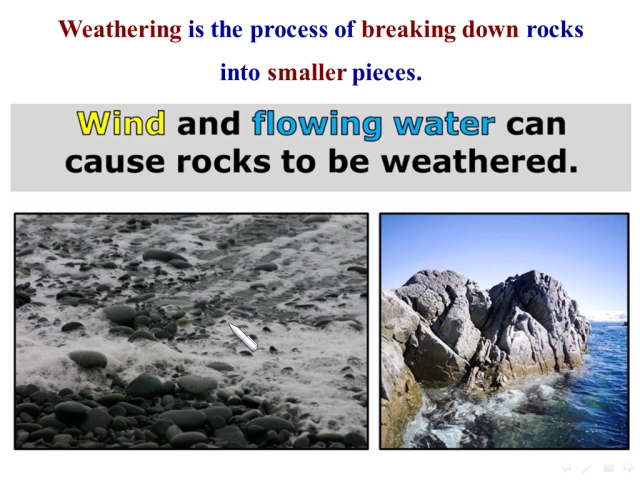 Weathering is the process of breaking down rocks
into smaller pieces.
Wind and flowing water can
cause rocks to be weathered.